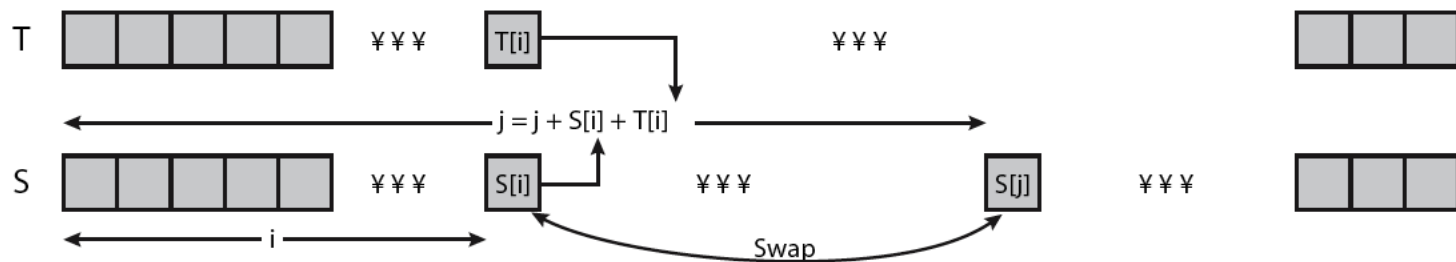 T ¥ ¥ ¥ T[i] ¥ ¥ ¥
j = j + S[i] + T[i]
S ¥ ¥ ¥ S[i] ¥ ¥ ¥ S[j] ¥ ¥ ¥
i
Swap